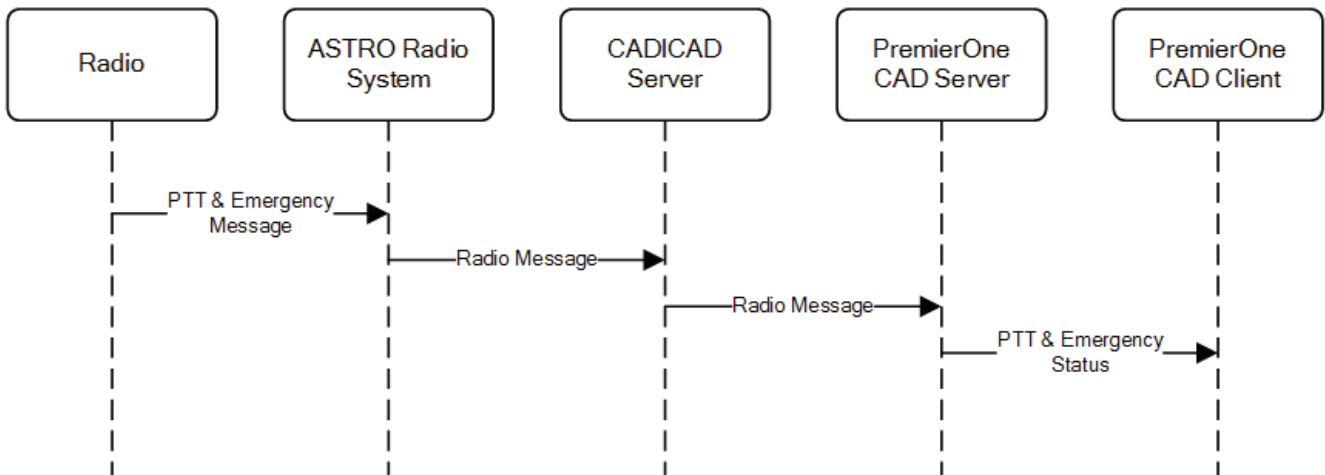 Radio
ASTRO Radio
System
CADICAD
Server
PremierOne
CAD Server
PremierOne
CAD Client
PTT & Emergency
Message
Radio Message
Radio Message
PTT & Emergency
Status